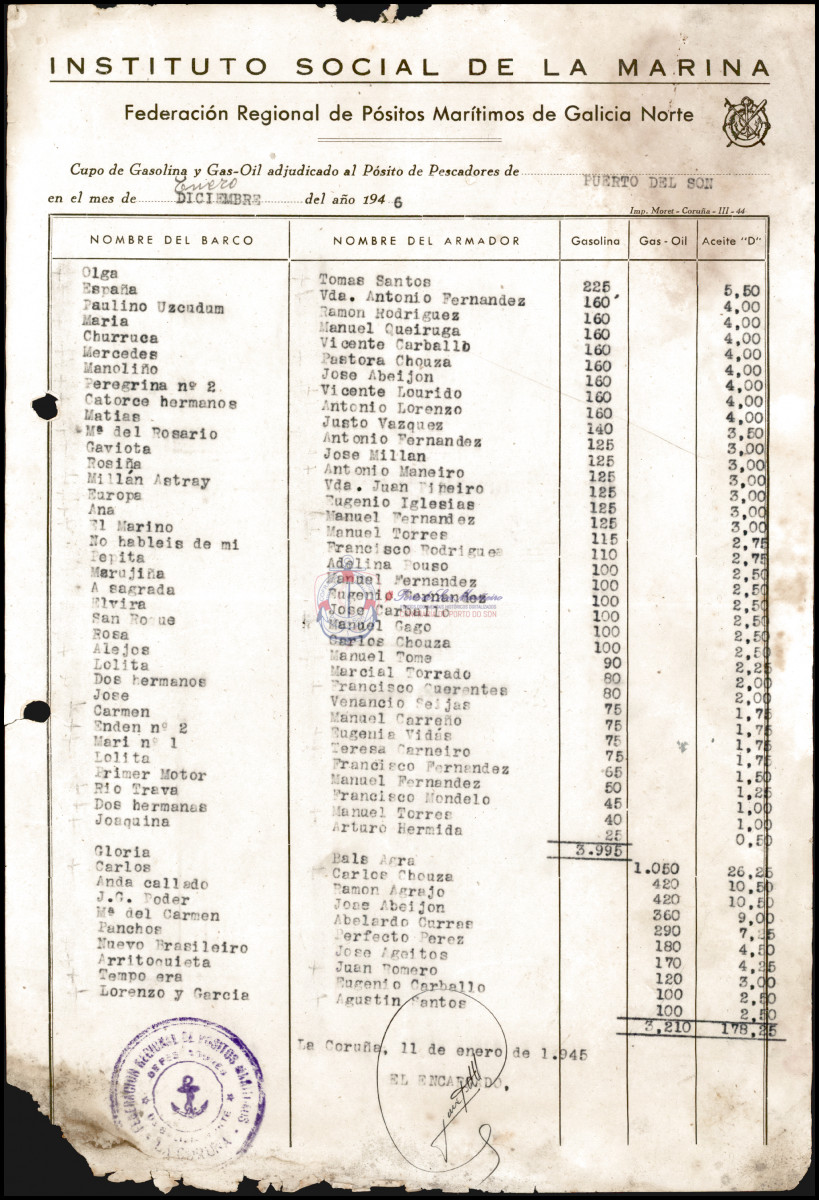 INSTITUTO SOCIAL DE LA MARINA
Federación Regional de Pósitos Marítimos de Galicia Norte
Cupo de Gasolina y Gas-Oil adjudicado al Pósito de Pescadores de PUERTO DEL SON
Enero
en el mes de DICIEMBRE del año 1946
Imp. Moret - Coruña - III - 44
NOMBRE DEL BARCO NOMBRE DEL ARMADOR Gasolina Gas-Oil Aceite "D"
Olga Tomas Santos 225 5,50
España Vda. Antonio Fernandez 160 4,00
Paulino Uzcudum Ramon Rodriguez 160 4,00
Maria Manuel Queiruga 160 4,00
Churruca Vicente Carballo 160 4,00
Mercedes Pastora Chouza 160 4,00
Manoliño Jose Abeijon 160 4,00
Peregrina nº 2 Vicente Lourido 160 4,00
Catorce hermanos Antonio Lorenzo 160 4,00
Matias Justo Vazquez 140 3,50
Mª del Rosario Antonio Fernandez 125 3,00
Gaviota Jose Millan 125 3,00
Rosiña Antonio Maneiro 125 3,00
Millán Astray Vda. Juan Piñeiro 125 3,00
Europa Eugenio Iglesias 125 3,00
Ana Manuel Fernandez 125 3,00
El Marino Manuel Torres 115 2,75
No hableis de mi Francisco Rodriguez 110 2,75
Pepita Adelina Pouso 100 2,50
Marujiña Manuel Fernandez 100 2,50
A sagrada Eugenio Hernandez 100 2,50
Elvira Jose Carballo 100 2,50
San Roque Manuel Gago 100 2,50
Rosa Carlos Chouza 100 2,50
Alejos Manuel Tome 90 2,25
Lolita Marcial Torrado 80 2,00
Dos hermanos Francisco Cuerentes 80 2,00
Jose Venancio Seijas 75 1,75
Carmen Manuel Carreño 75 1,75
Enden nº 2 Eugenia Vidás 75 1,75
Mari nº 1 Teresa Carneiro 75 1,75
Lolita Francisco Fernandez 65 1,50
Primer Motor Manuel Fernandez 50 1,25
Rio Trava Francisco Mondelo 45 1,00
Dos hermanas Manuel Torres 40 1,00
Joaquina Arturo Hermida 25 0,50
3.995
Gloria Bals Agra 1.050 26,25
Carlos Carlos Chouza 420 10,50
Anda callado Ramon Agrajo 420 10,50
J.G. Poder Jose Abeijon 360 9,00
Mª del Carmen Abelardo Curras 290 7,25
Panchos Perfecto Perez 180 4,50
Nuevo Brasileiro Jose Ageitos 170 4,25
Arritoquieta Juan Romero 120 3,00
Tempo era Eugenio Carballo 100 2,50
Lorenzo y Garcia Agustin Santos 100 2,50
3,210 178,25
La Coruña, 11 de enero de 1.945
EL ENCARGADO,
FEDERACION REGIONAL DE POSITOS MARITIMOS
DE PESCADORES
LA CORUÑA